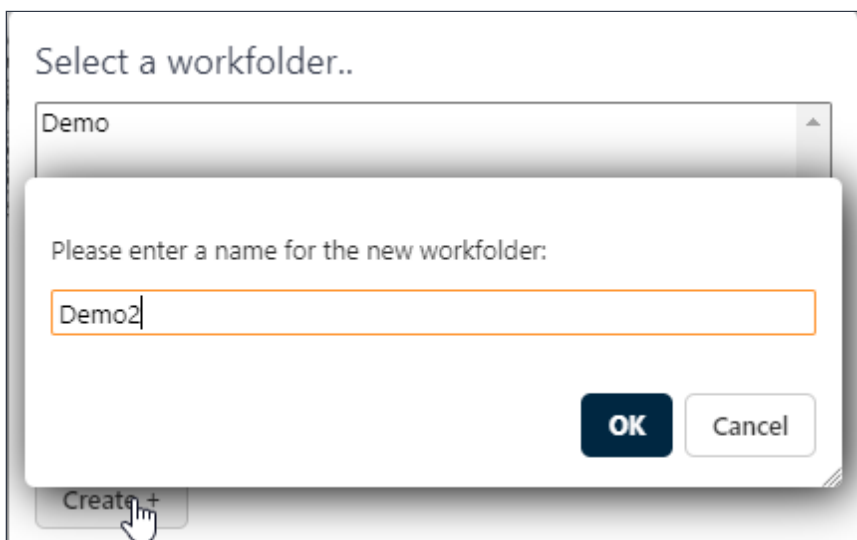 Select a workfolder..
Demo
Please enter a name for the new workfolder:
Demo2
OK Cancel
Create +